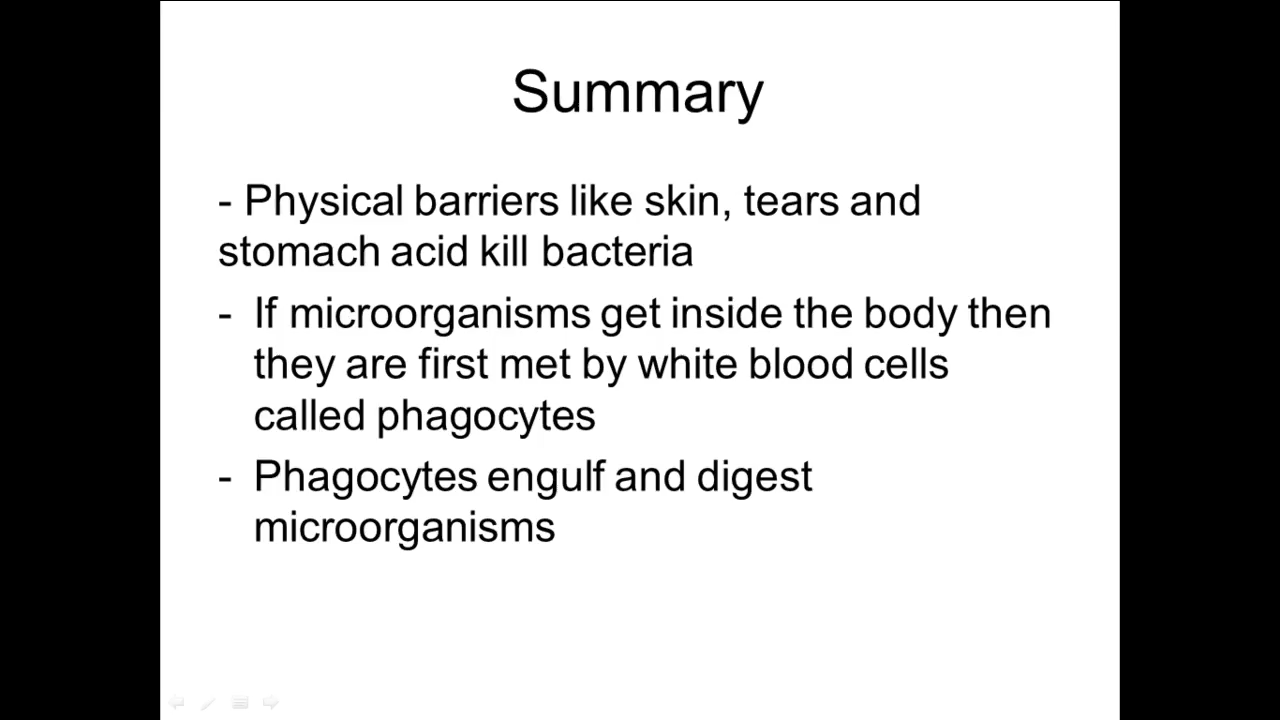 Summary
- Physical barriers like skin, tears and
stomach acid kill bacteria
- If microorganisms get inside the body then
they are first met by white blood cells
called phagocytes
- Phagocytes engulf and digest
microorganisms